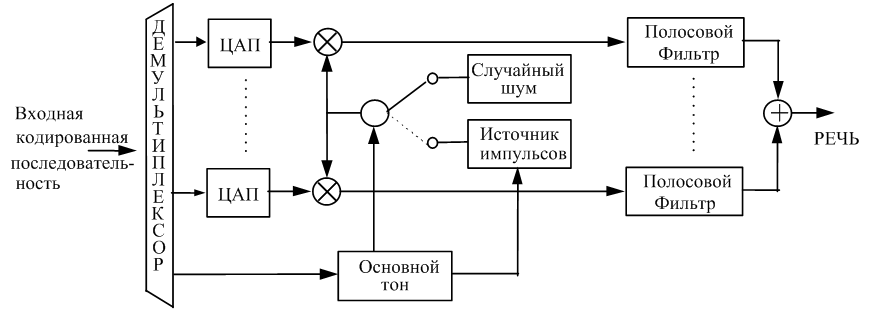 Входная
кодированная
последователь-
ность
ДЕМУЛЬТИПЛЕКСОР
ЦАП
ЦАП
Случайный
шум
Источник
импульсов
Основной
тон
Полосовой
Фильтр
Полосовой
Фильтр
РЕЧЬ